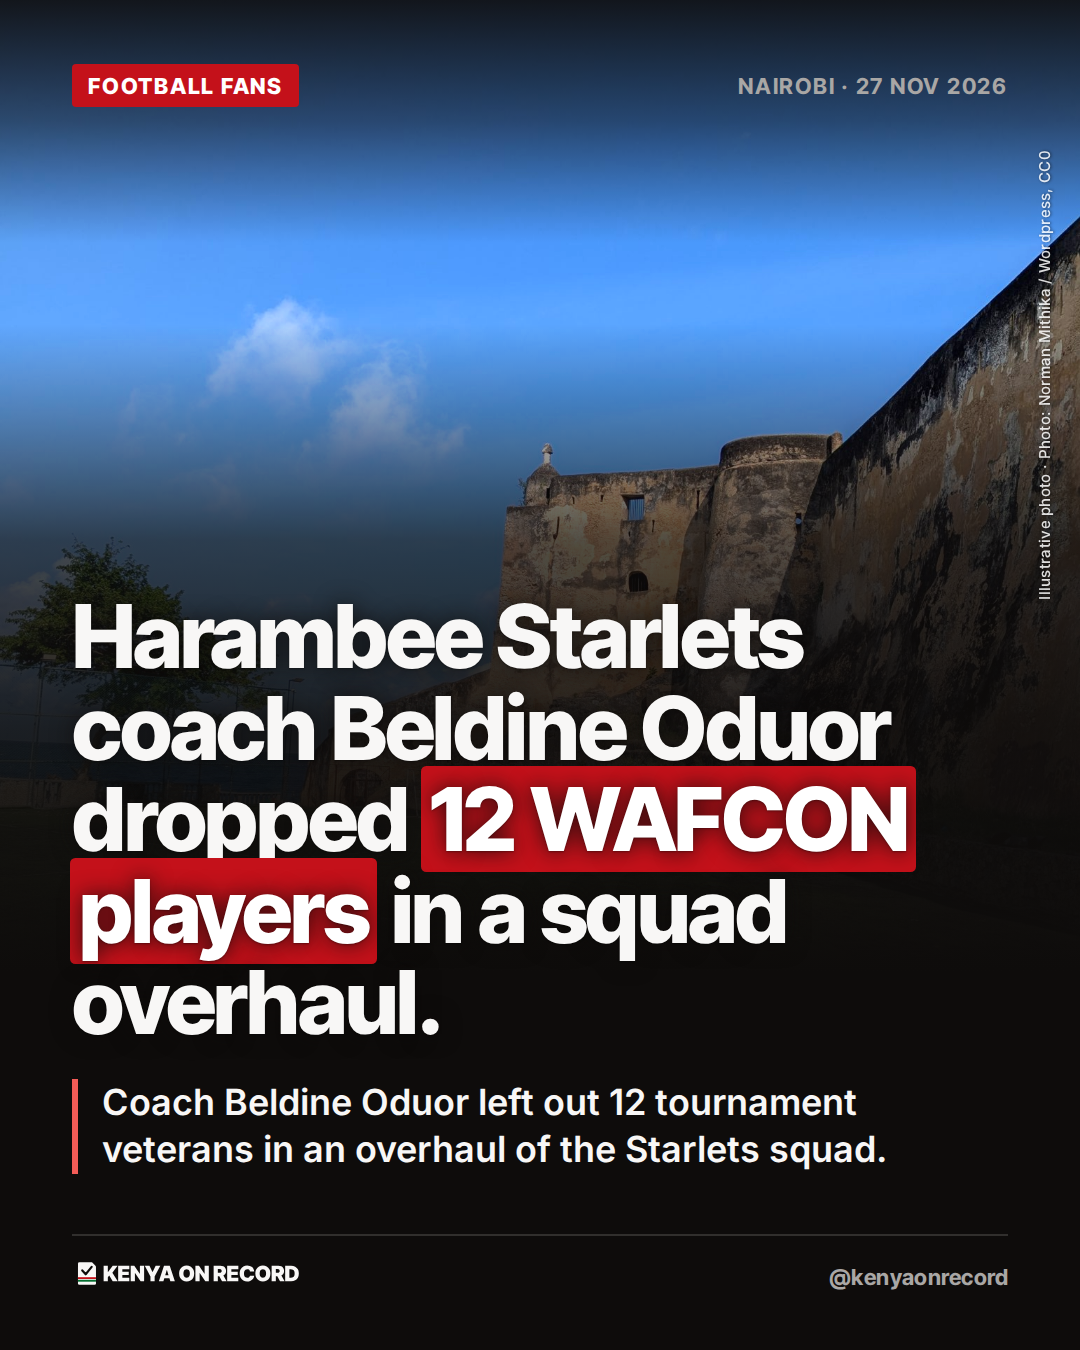 FOOTBALL FANS
NAIROBI · 27 NOV 2026
Illustrative photo · Photo: Norman Mithika / Wordpress, CC0
Harambee Starlets
coach Beldine Oduor
dropped 12 WAFCON
players in a squad
overhaul.
Coach Beldine Oduor left out 12 tournament
veterans in an overhaul of the Starlets squad.
KENYA ON RECORD
@kenyaonrecord